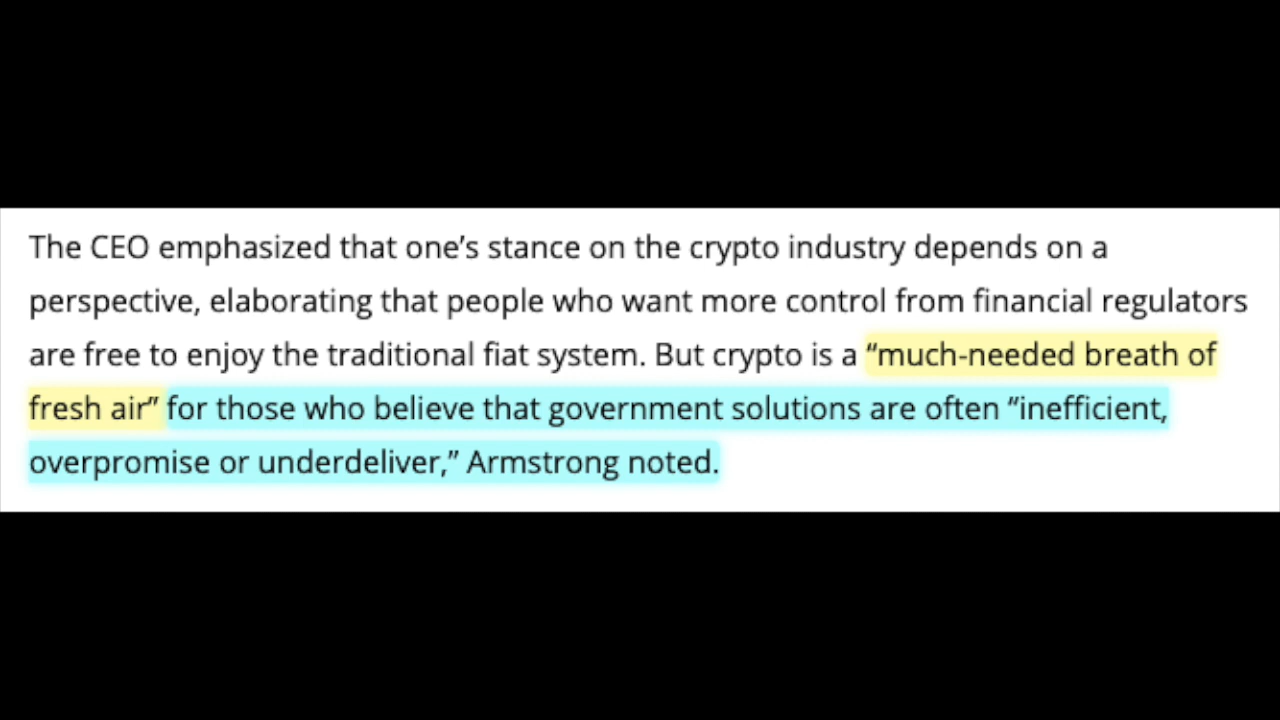 The CEO emphasized that one’s stance on the crypto industry depends on a
perspective, elaborating that people who want more control from financial regulators
are free to enjoy the traditional fiat system. But crypto is a “much-needed breath of
fresh air” for those who believe that government solutions are often “inefficient,
overpromise or underdeliver,” Armstrong noted.